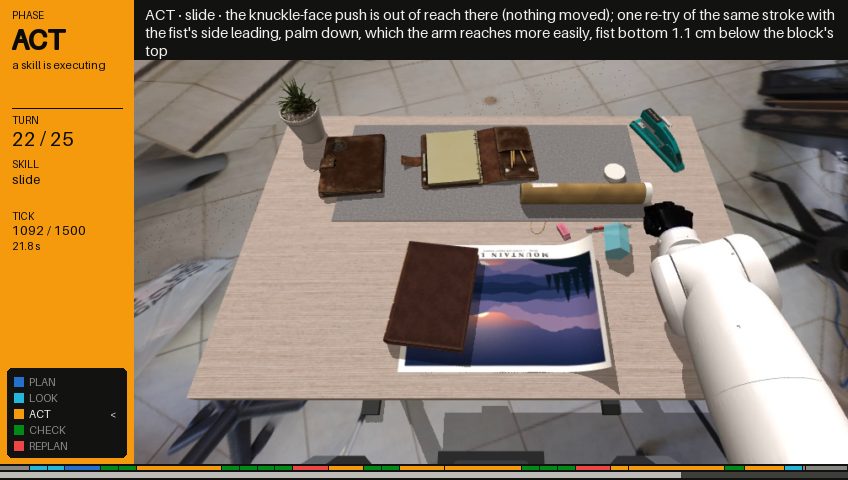 PHASE
ACT
a skill is executing
TURN
22 / 25
SKILL
slide
TICK
1092 / 1500
21.8 s
PLAN
LOOK
ACT <
CHECK
REPLAN
ACT · slide · the knuckle-face push is out of reach there (nothing moved); one re-try of the same stroke with
the fist's side leading, palm down, which the arm reaches more easily, fist bottom 1.1 cm below the block's
top
MOUNTAIN